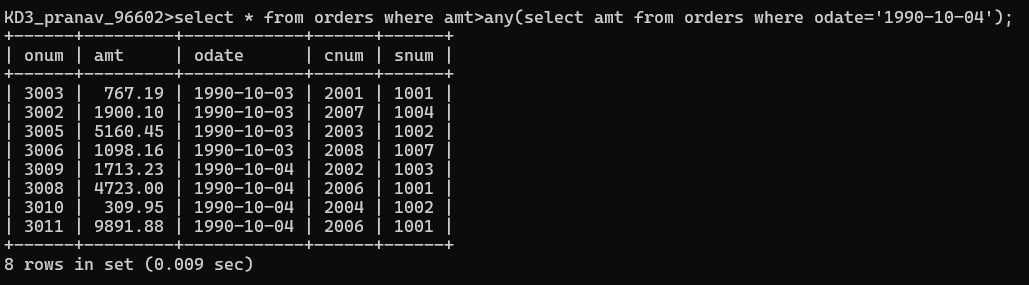 KD3_pranav_96602>select * from orders where amt>any(select amt from orders where odate='1990-10-04');
+------+---------+------------+------+------+
| onum | amt     | odate      | cnum | snum |
+------+---------+------------+------+------+
| 3003 |  767.19 | 1990-10-03 | 2001 | 1001 |
| 3002 | 1900.10 | 1990-10-03 | 2007 | 1004 |
| 3005 | 5160.45 | 1990-10-03 | 2003 | 1002 |
| 3006 | 1098.16 | 1990-10-03 | 2008 | 1007 |
| 3009 | 1713.23 | 1990-10-04 | 2002 | 1003 |
| 3008 | 4723.00 | 1990-10-04 | 2006 | 1001 |
| 3010 |  309.95 | 1990-10-04 | 2004 | 1002 |
| 3011 | 9891.88 | 1990-10-04 | 2006 | 1001 |
+------+---------+------------+------+------+
8 rows in set (0.009 sec)